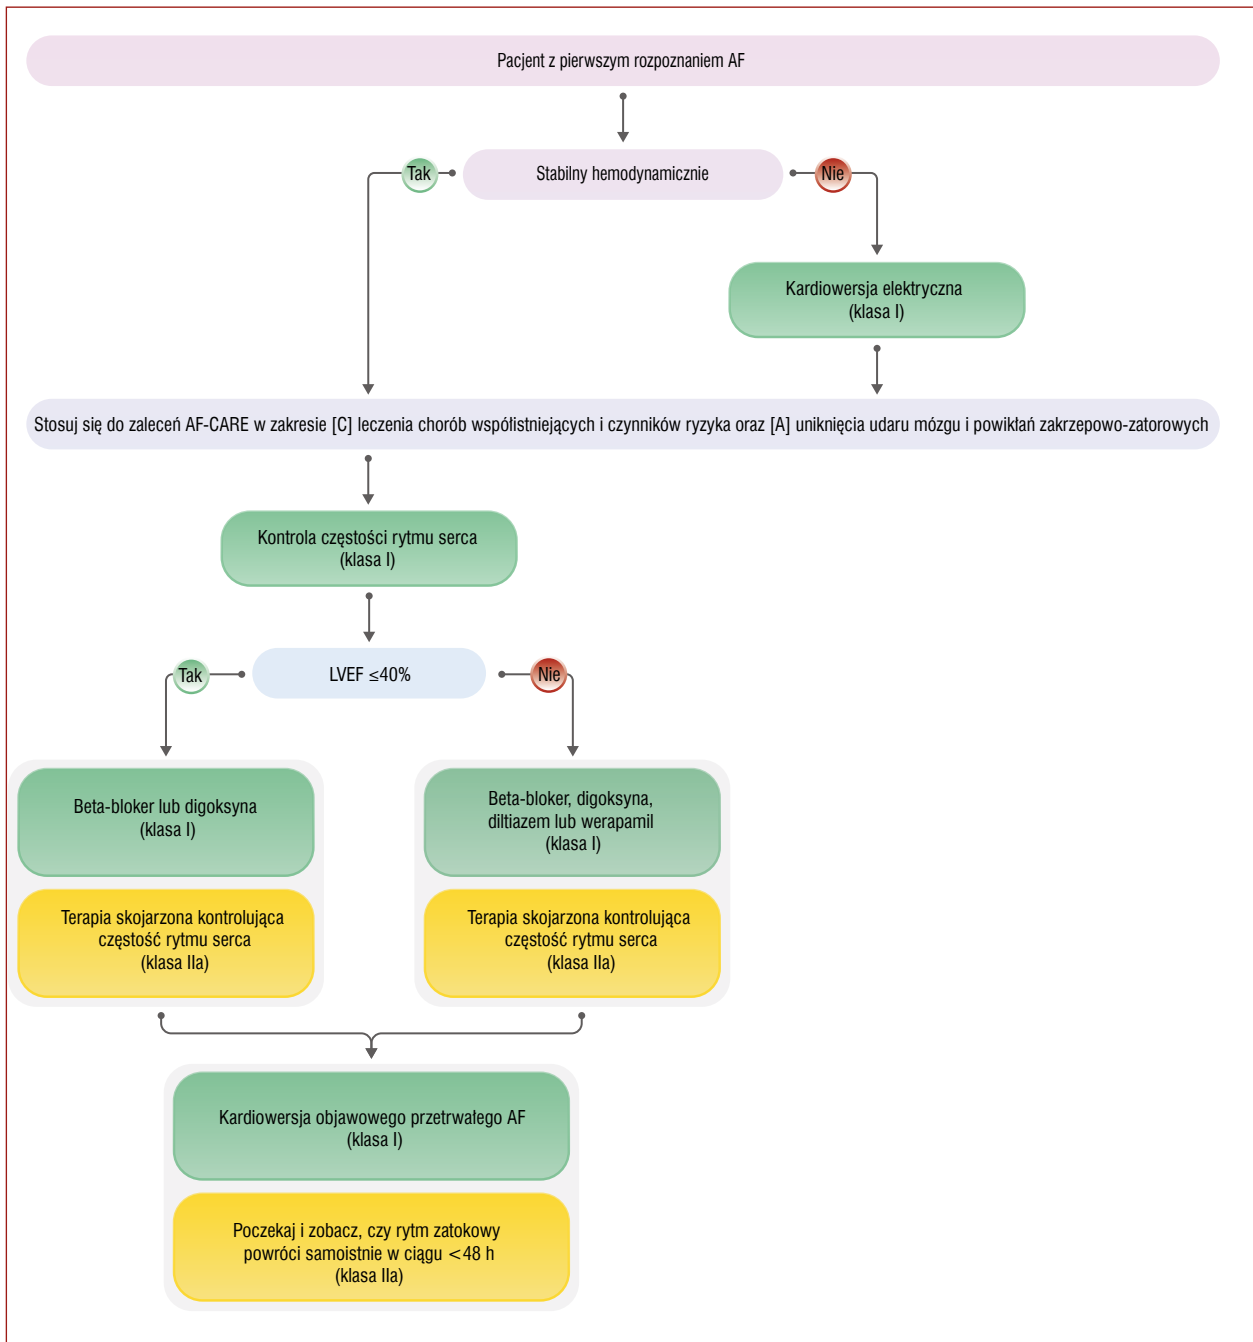 Pacjent z pierwszym rozpoznaniem AF
Tak
Stabilny hemodynamicznie
Nie
Kardiowersja elektryczna
(klasa I)
Stosuj się do zaleceń AF-CARE w zakresie [C] leczenia chorób współistniejących i czynników ryzyka oraz [A] uniknięcia udaru mózgu i powikłań zakrzepowo-zatorowych
Kontrola częstości rytmu serca
(klasa I)
Tak
LVEF ≤40%
Nie
Beta-bloker lub digoksyna
(klasa I)
Terapia skojarzona kontrolująca
częstość rytmu serca
(klasa IIa)
Beta-bloker, digoksyna,
diltiazem lub werapamil
(klasa I)
Terapia skojarzona kontrolująca
częstość rytmu serca
(klasa IIa)
Kardiowersja objawowego przetrwałego AF
(klasa I)
Poczekaj i zobacz, czy rytm zatokowy
powróci samoistnie w ciągu <48 h
(klasa IIa)